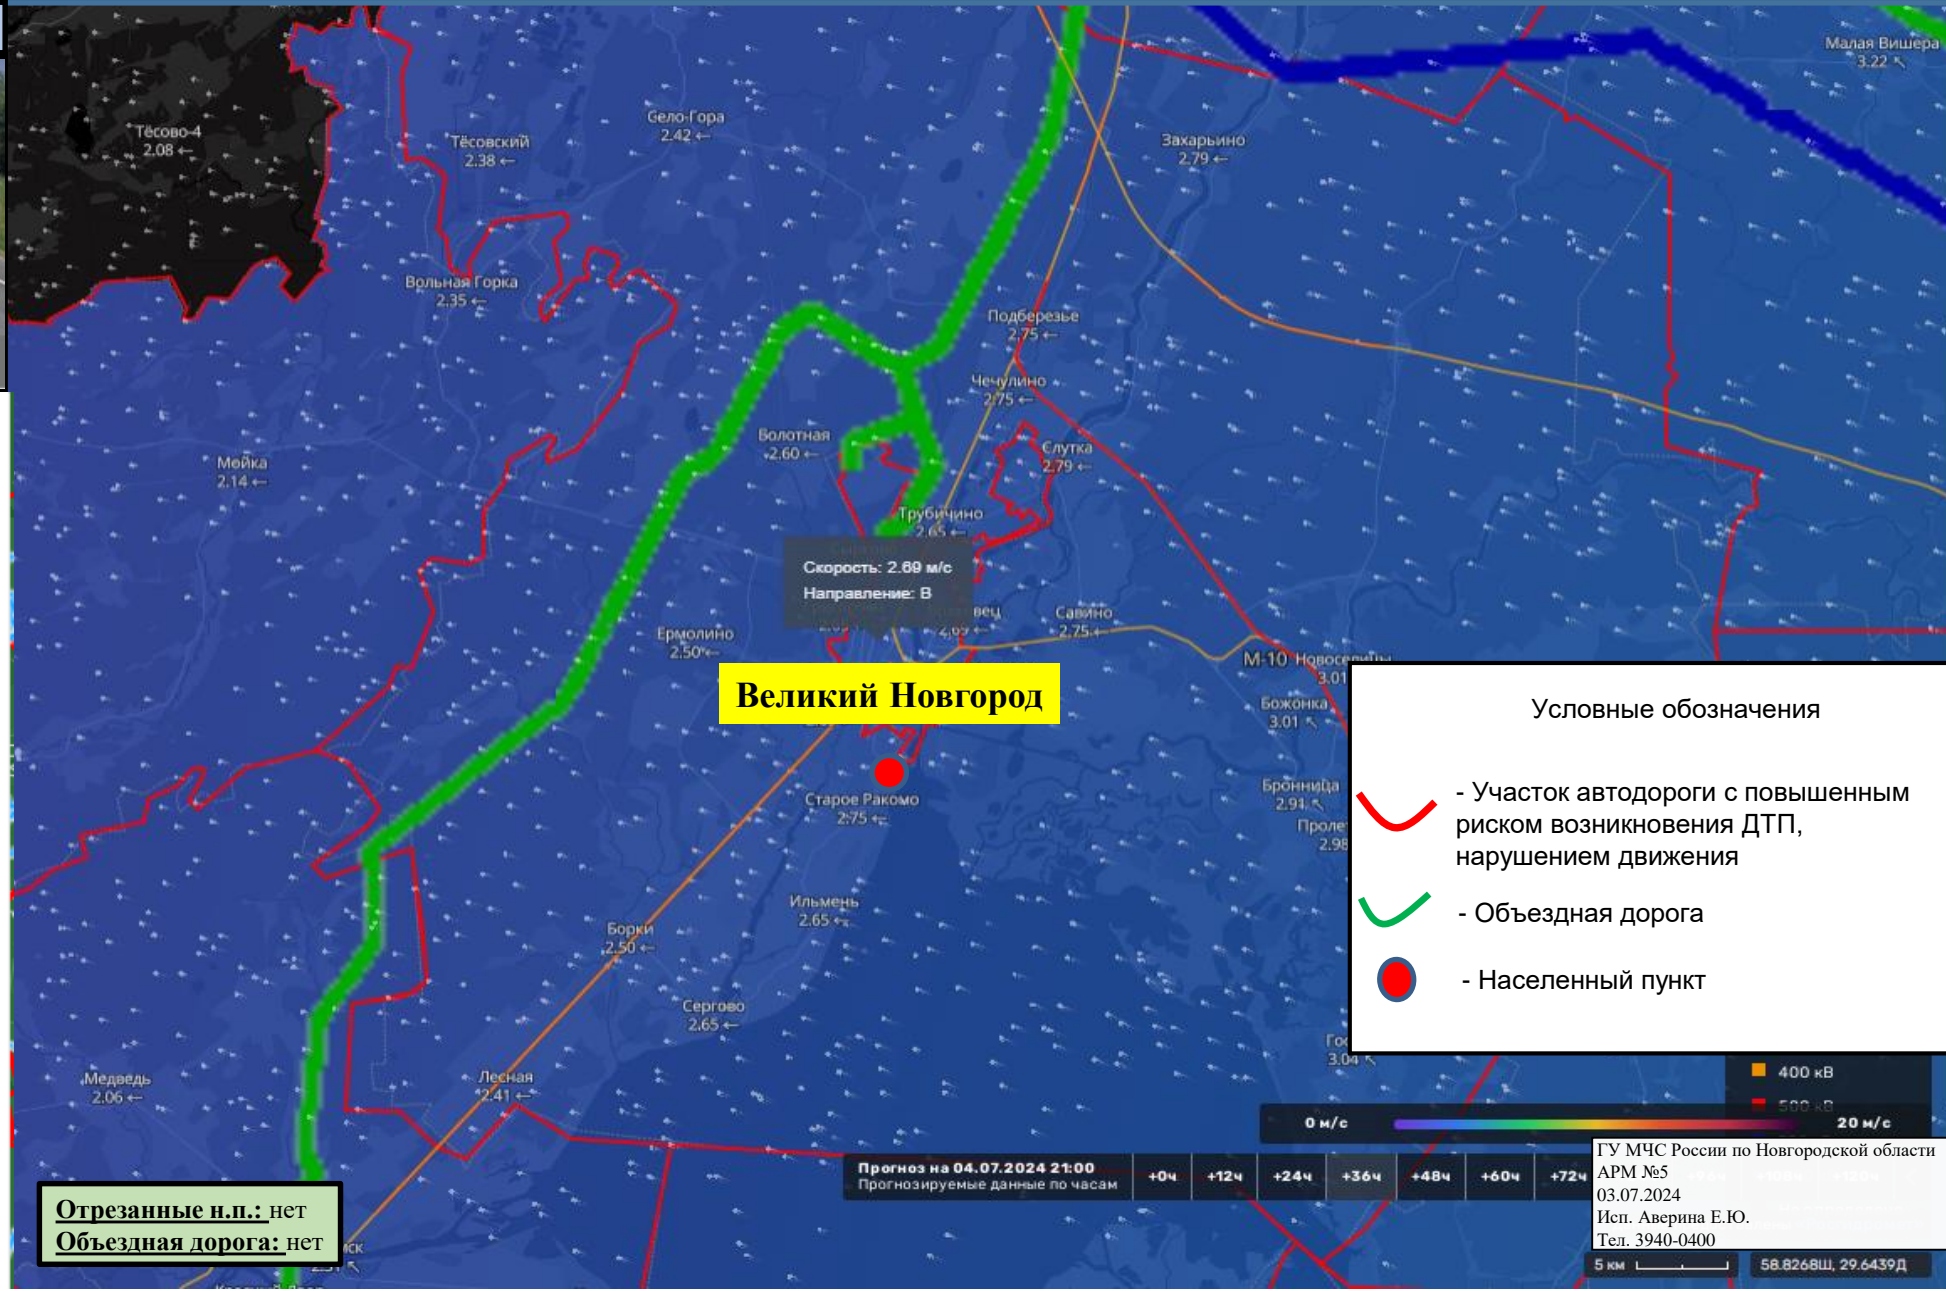 Малая Вишера
3.22 ↖
Тёсово-4
2.08 ←
Село-Гора
2.42 ←
Тёсовский
2.38 ←
Захарьино
2.79 ←
Вольная Горка
2.35 ←
Подберезье
2.75 ←
Чечулино
2.75 ←
Болотная
2.60 ←
Слутка
2.79 ←
Мойка
2.14 ←
Трубичино
2.65 ←
Скорость: 2.69 м/с
Направление: В
2.69 ←
Савино
2.75 ←
Ермолино
2.50 ←
Великий Новгород
М-10
3.01
Божонка
3.01 ↖
Бронница
2.91 ↖
2.98
Старое Ракомо
2.75 ←
Ильмень
2.65 ←
Борки
2.50 ←
Сергово
2.65 ←
Лесная
2.41 ←
Медведь
2.06 ←
3.04 ↖
Условные обозначения
- Участок автодороги с повышенным
риском возникновения ДТП,
нарушением движения
- Объездная дорога
- Населенный пункт
400 кВ
500 кВ
0 м/с
20 м/с
Прогноз на 04.07.2024 21:00
Прогнозируемые данные по часам
+0ч +12ч +24ч +36ч +48ч +60ч +72ч
ГУ МЧС России по Новгородской области
АРМ №5
03.07.2024
Исп. Аверина Е.Ю.
Тел. 3940-0400
5 км
58.8268Ш, 29.6439Д
Отрезанные н.п.: нет
Объездная дорога: нет